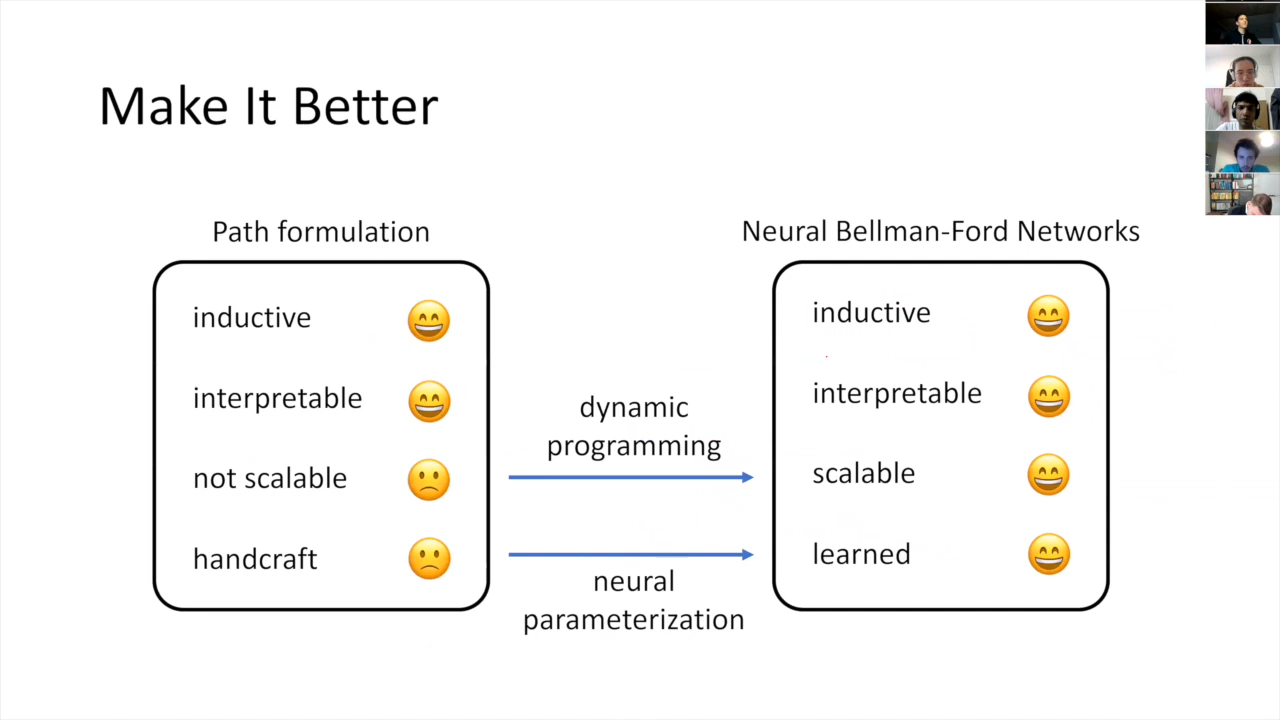 Make It Better
Path formulation
inductive
interpretable
not scalable
handcraft
dynamic
programming
neural
parameterization
Neural Bellman-Ford Networks
inductive
interpretable
scalable
learned